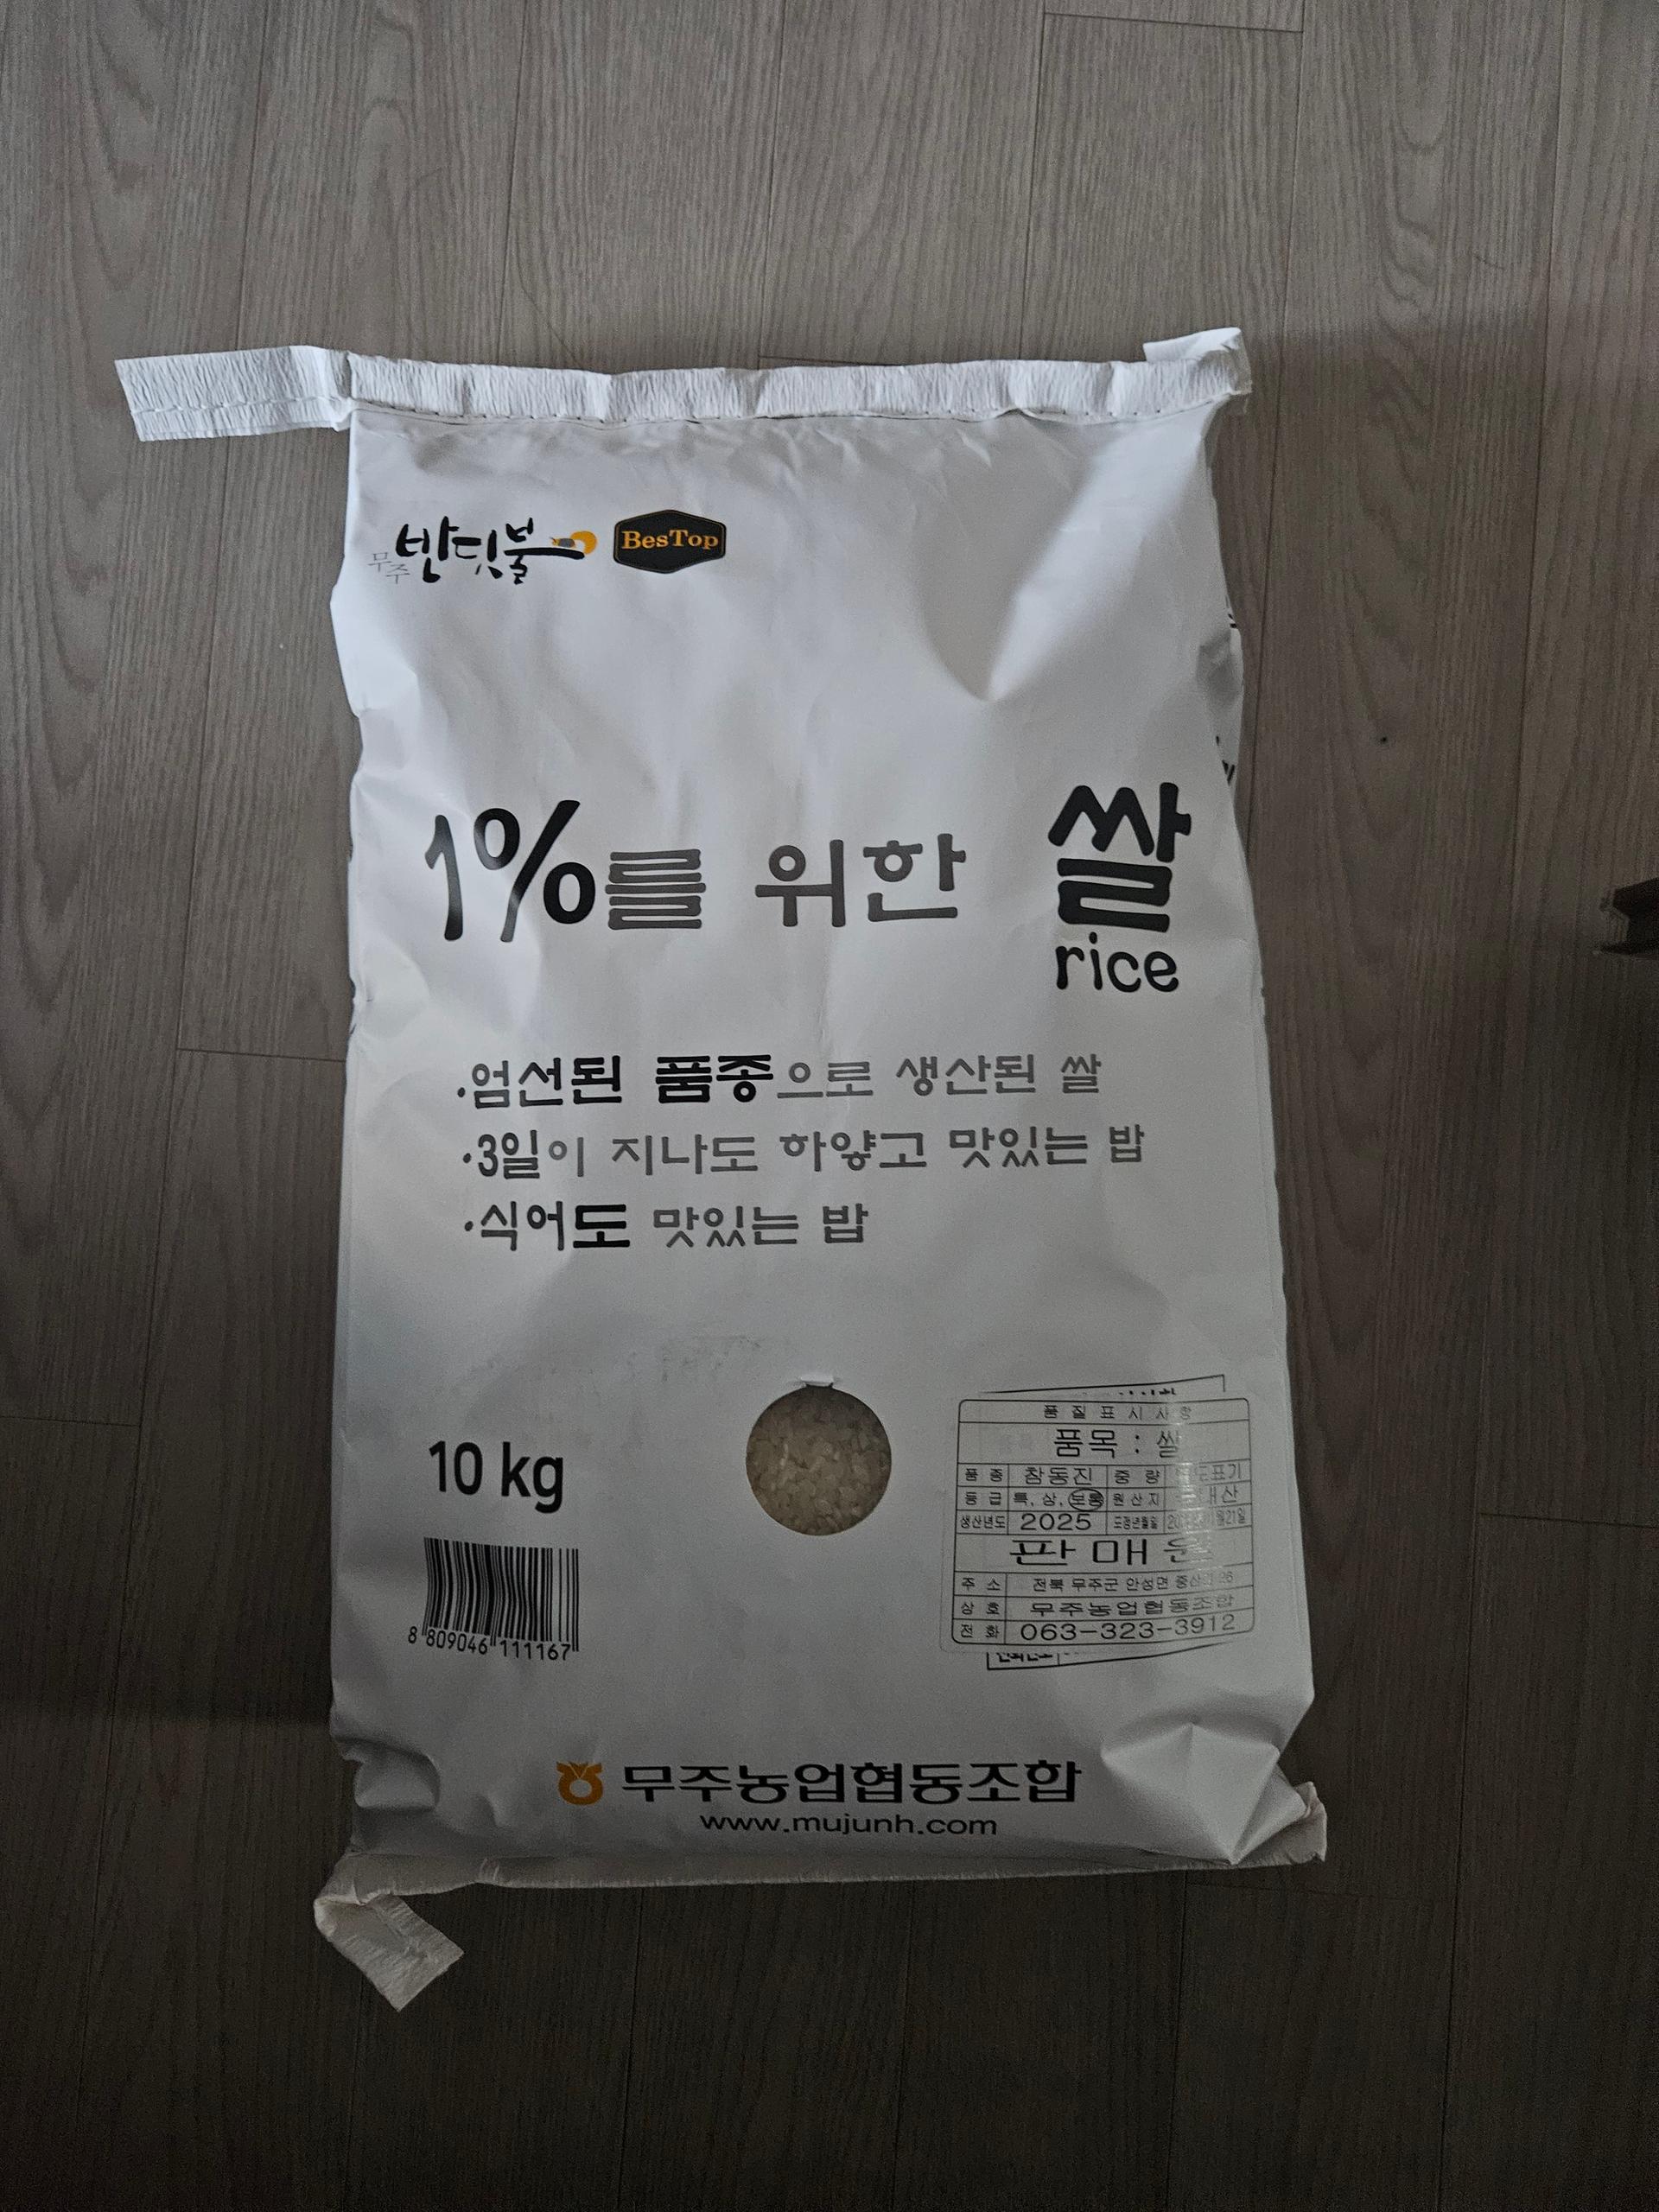 무주 반딧불 BesTop
1%를 위한 쌀
rice
·엄선된 품종으로 생산된 쌀
·3일이 지나도 하얗고 맛있는 밥
·식어도 맛있는 밥
10 kg
품질표시사항
품목 : 쌀
품종 참동진 중량
등급 특, 상, 보통 원산지 국내산
생산년도 2025 도정년월일
판매원
주소 전북 무주군 안성면
상호 무주농업협동조합
전화 063-323-3912
8 809046 111167
무주농업협동조합
www.mujunh.com